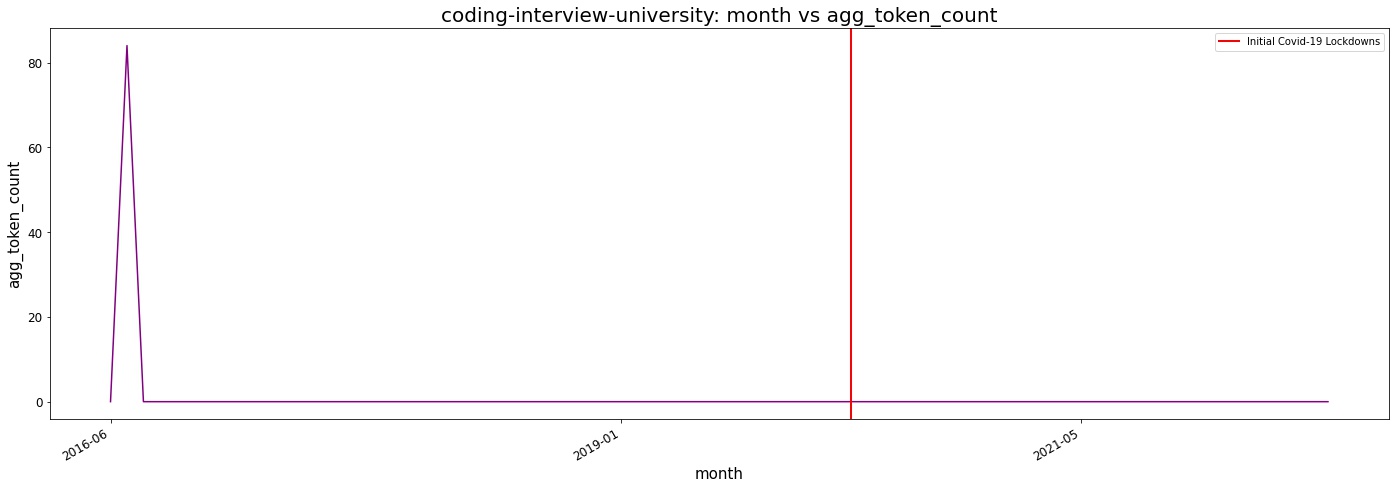 coding-interview-university: month vs agg_token_count
Initial Covid-19 Lockdowns
agg_token_count
80
60
40
20
0
2016-06
2019-01
2021-05
month